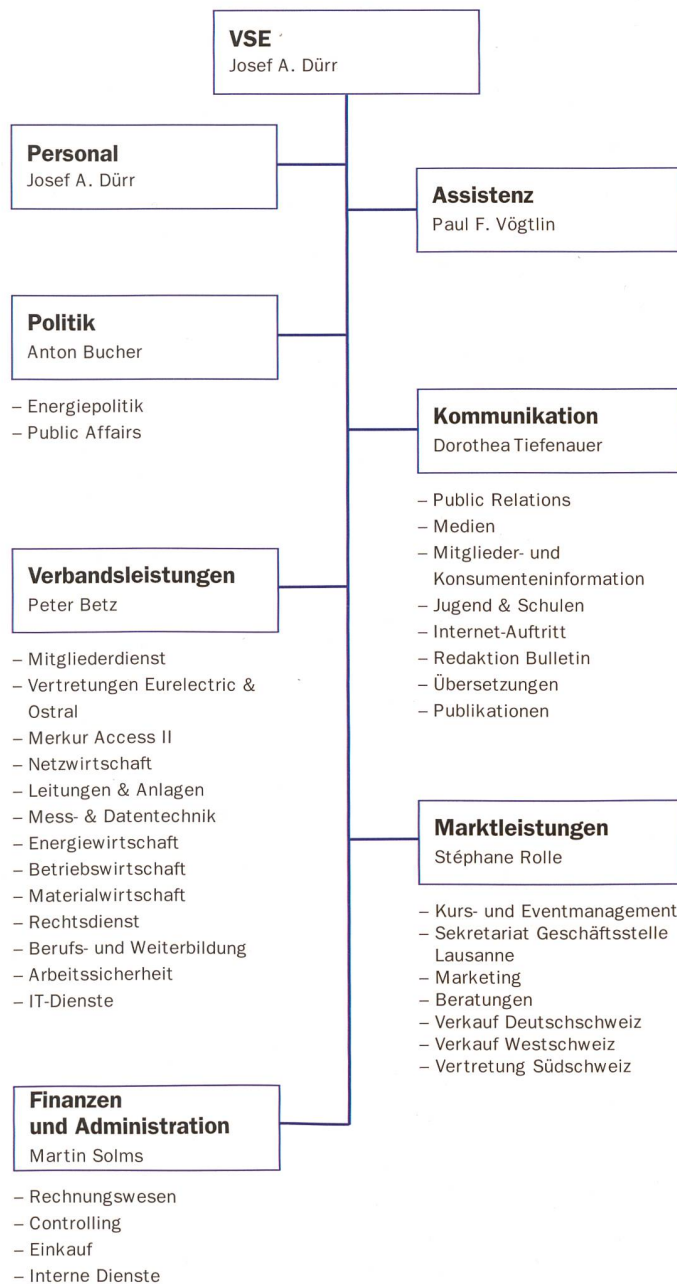 VSE
Josef A. Dürr
Personal
Josef A. Dürr
Assistenz
Paul F. Vögtlin
Politik
Anton Bucher
– Energiepolitik
– Public Affairs
Kommunikation
Dorothea Tiefenauer
– Public Relations
– Medien
– Mitglieder- und
Konsumenteninformation
– Jugend & Schulen
– Internet-Auftritt
– Redaktion Bulletin
– Übersetzungen
– Publikationen
Verbandsleistungen
Peter Betz
– Mitgliederdienst
– Vertretungen Eurelectric &
Ostral
– Merkur Access II
– Netzwirtschaft
– Leitungen & Anlagen
– Mess- & Datentechnik
– Energiewirtschaft
– Betriebswirtschaft
– Materialwirtschaft
– Rechtsdienst
– Berufs- und Weiterbildung
– Arbeitssicherheit
– IT-Dienste
Marktleistungen
Stéphane Rolle
– Kurs- und Eventmanagement
– Sekretariat Geschäftsstelle
Lausanne
– Marketing
– Beratungen
– Verkauf Deutschschweiz
– Verkauf Westschweiz
– Vertretung Südschweiz
Finanzen
und Administration
Martin Solms
– Rechnungswesen
– Controlling
– Einkauf
– Interne Dienste